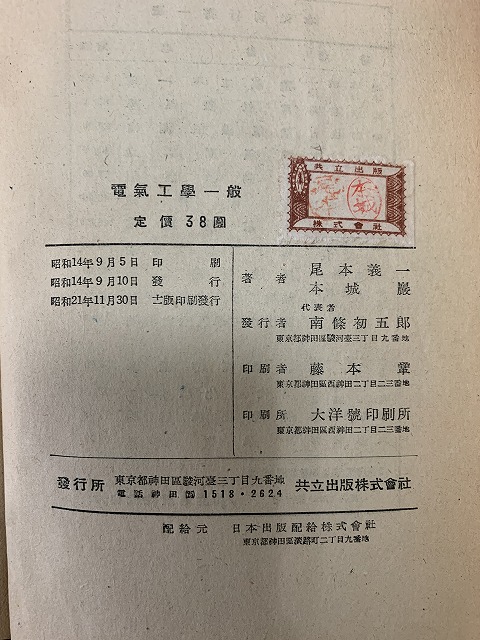 共立出版
株式會社
電氣工學一般
定價 38圓
昭和14年9月5日 印刷
昭和14年9月10日 發行
昭和21年11月30日 七版印刷發行
著者 尾本義一
本城巖
代表者
發行者 南條初五郎
東京都神田區駿河臺三丁目九番地
印刷者 藤本肇
東京都神田區西神田二丁目二三番地
印刷所 大洋號印刷所
東京都神田區西神田二丁目二三番地
發行所 東京都神田區駿河臺三丁目九番地 共立出版株式會社
電話神田 1518・2624
配給元 日本出版配給株式會社
東京都神田區淡路町二丁目九番地